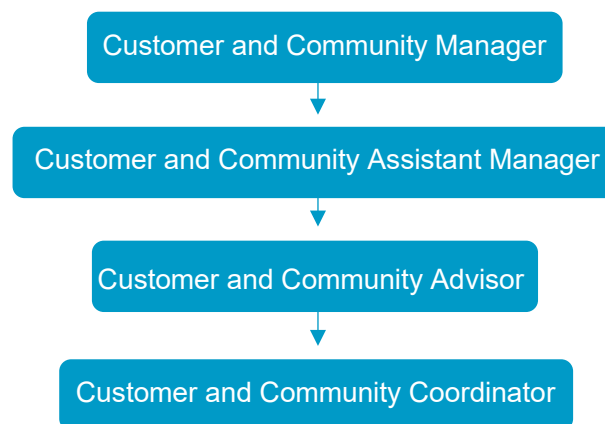 Customer and Community Manager
Customer and Community Assistant Manager
Customer and Community Advisor
Customer and Community Coordinator